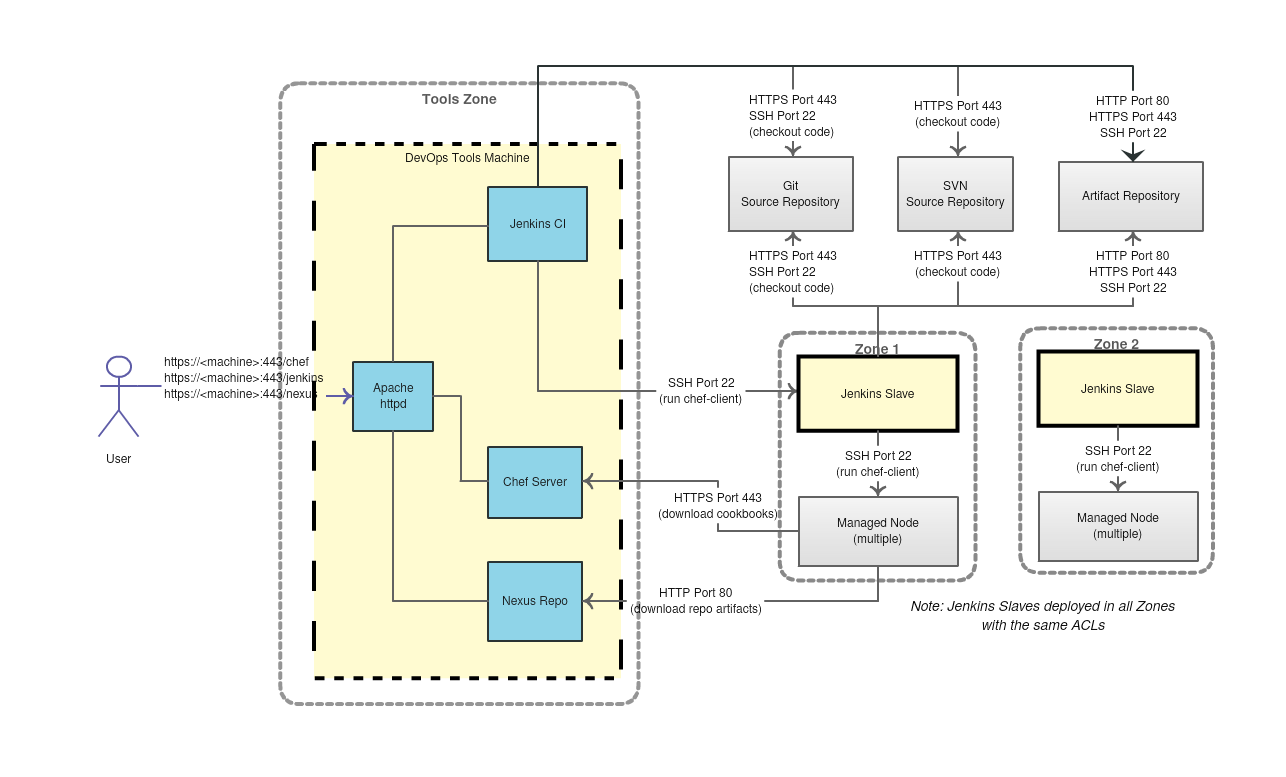 Tools Zone
DevOps Tools Machine
Jenkins CI
Apache
httpd
Chef Server
Nexus Repo
https://<machine>:443/chef
https://<machine>:443/jenkins
https://<machine>:443/nexus
User
HTTPS Port 443
SSH Port 22
(checkout code)
HTTPS Port 443
(checkout code)
HTTP Port 80
HTTPS Port 443
SSH Port 22
Git
Source Repository
SVN
Source Repository
Artifact Repository
HTTPS Port 443
SSH Port 22
(checkout code)
HTTPS Port 443
(checkout code)
HTTP Port 80
HTTPS Port 443
SSH Port 22
SSH Port 22
(run chef-client)
HTTPS Port 443
(download cookbooks)
HTTP Port 80
(download repo artifacts)
Zone 1
Jenkins Slave
SSH Port 22
(run chef-client)
Managed Node
(multiple)
Zone 2
Jenkins Slave
SSH Port 22
(run chef-client)
Managed Node
(multiple)
Note: Jenkins Slaves deployed in all Zones
with the same ACLs